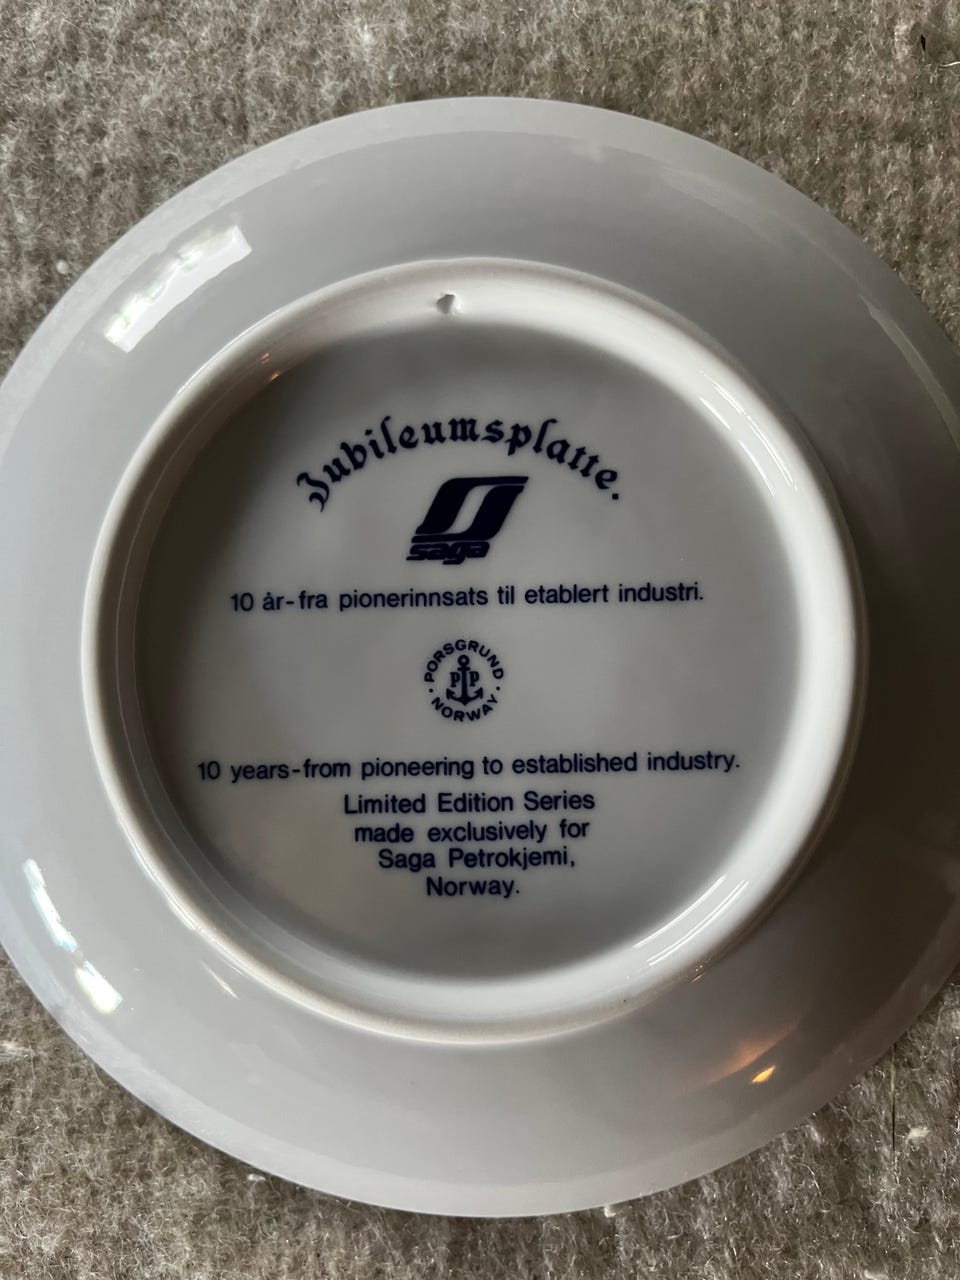 Jubileumsplatte.
saga
10 år-fra pionerinnsats til etablert industri.
PORSGRUND
PP
NORWAY
10 years-from pioneering to established industry.
Limited Edition Series
made exclusively for
Saga Petrokjemi,
Norway.